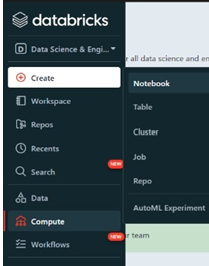 databricks
D Data Science & Engi...
Create
Workspace
Repos
Recents
Search
NEW
Data
Compute
NEW
Workflows
r all data science and en
Notebook
Table
Cluster
Job
Repo
AutoML Experiment
r team